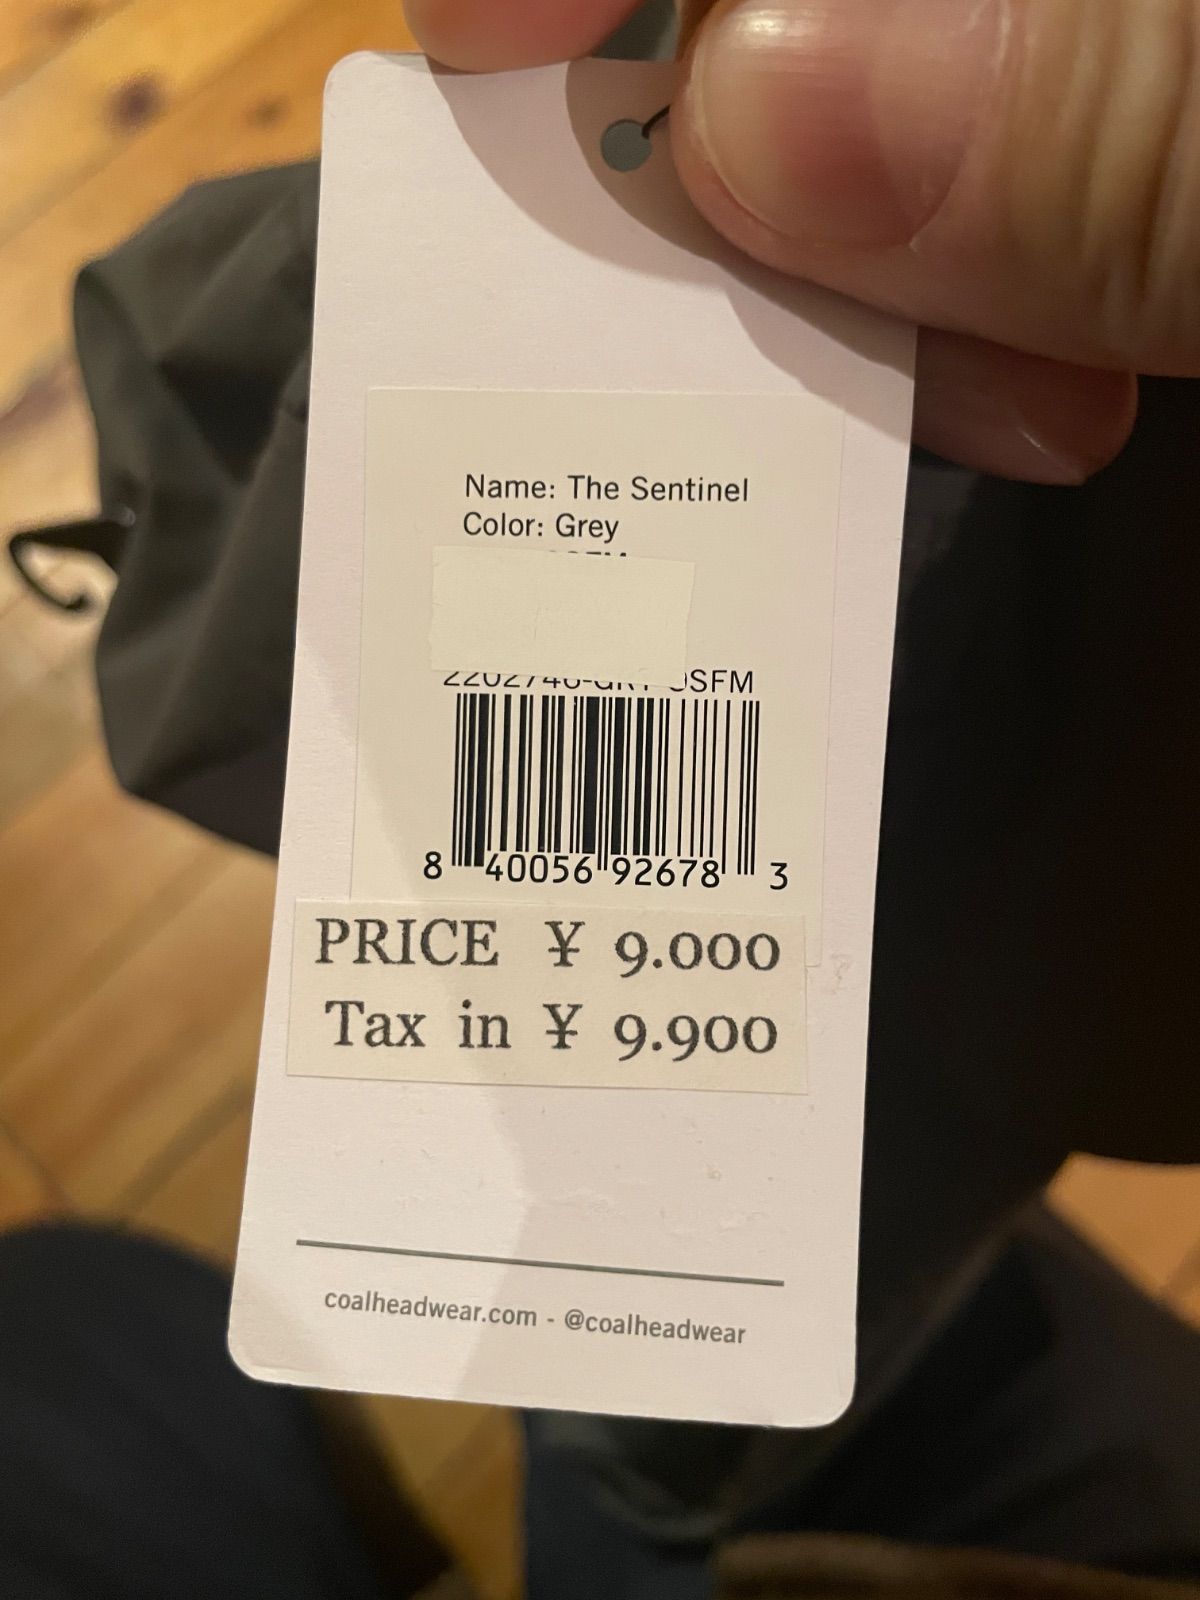 Name: The Sentinel
Color: Grey
OSFM
8 40056 92678 3
PRICE ¥ 9.000
Tax in ¥ 9.900
coalheadwear.com - @coalheadwear